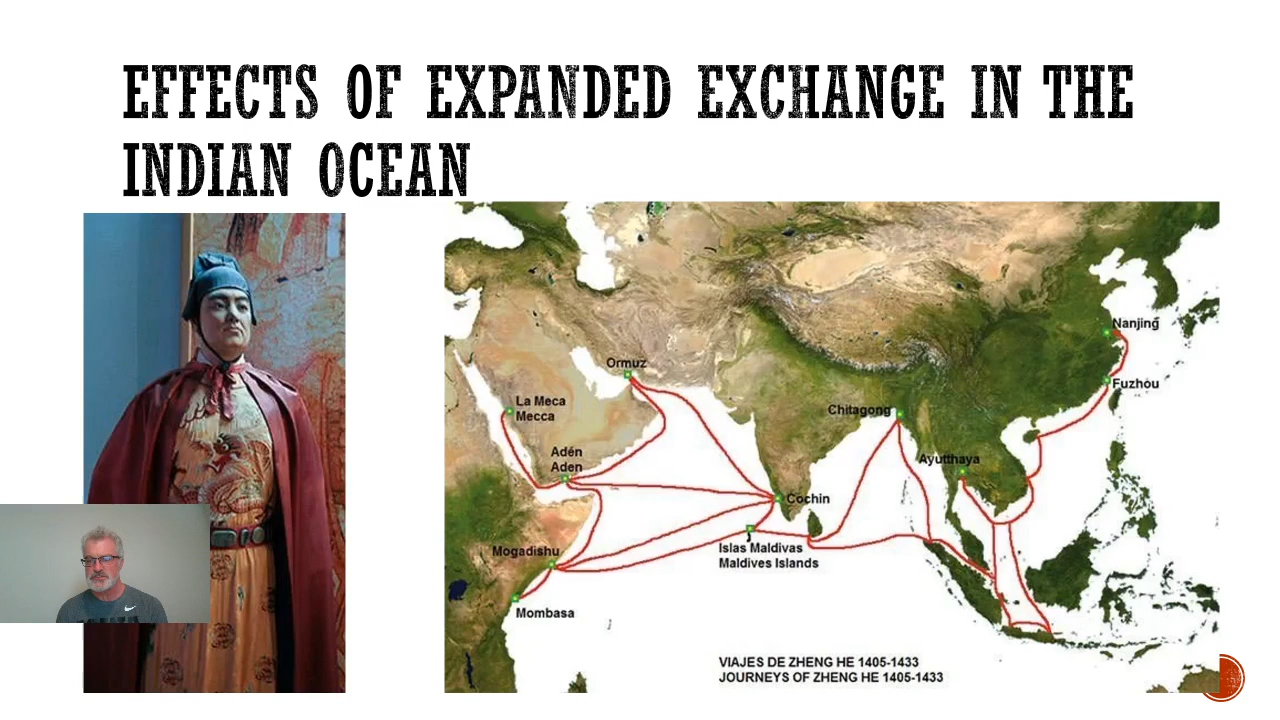 EFFECTS OF EXPANDED EXCHANGE IN THE
INDIAN OCEAN
Nanjing
Ormuz
Fuzhou
La Meca
Mecca
Chitagong
Adén
Aden
Ayutthaya
Cochin
Mogadishu
Islas Maldivas
Maldives Islands
Mombasa
VIAJES DE ZHENG HE 1405-1433
JOURNEYS OF ZHENG HE 1405-1433